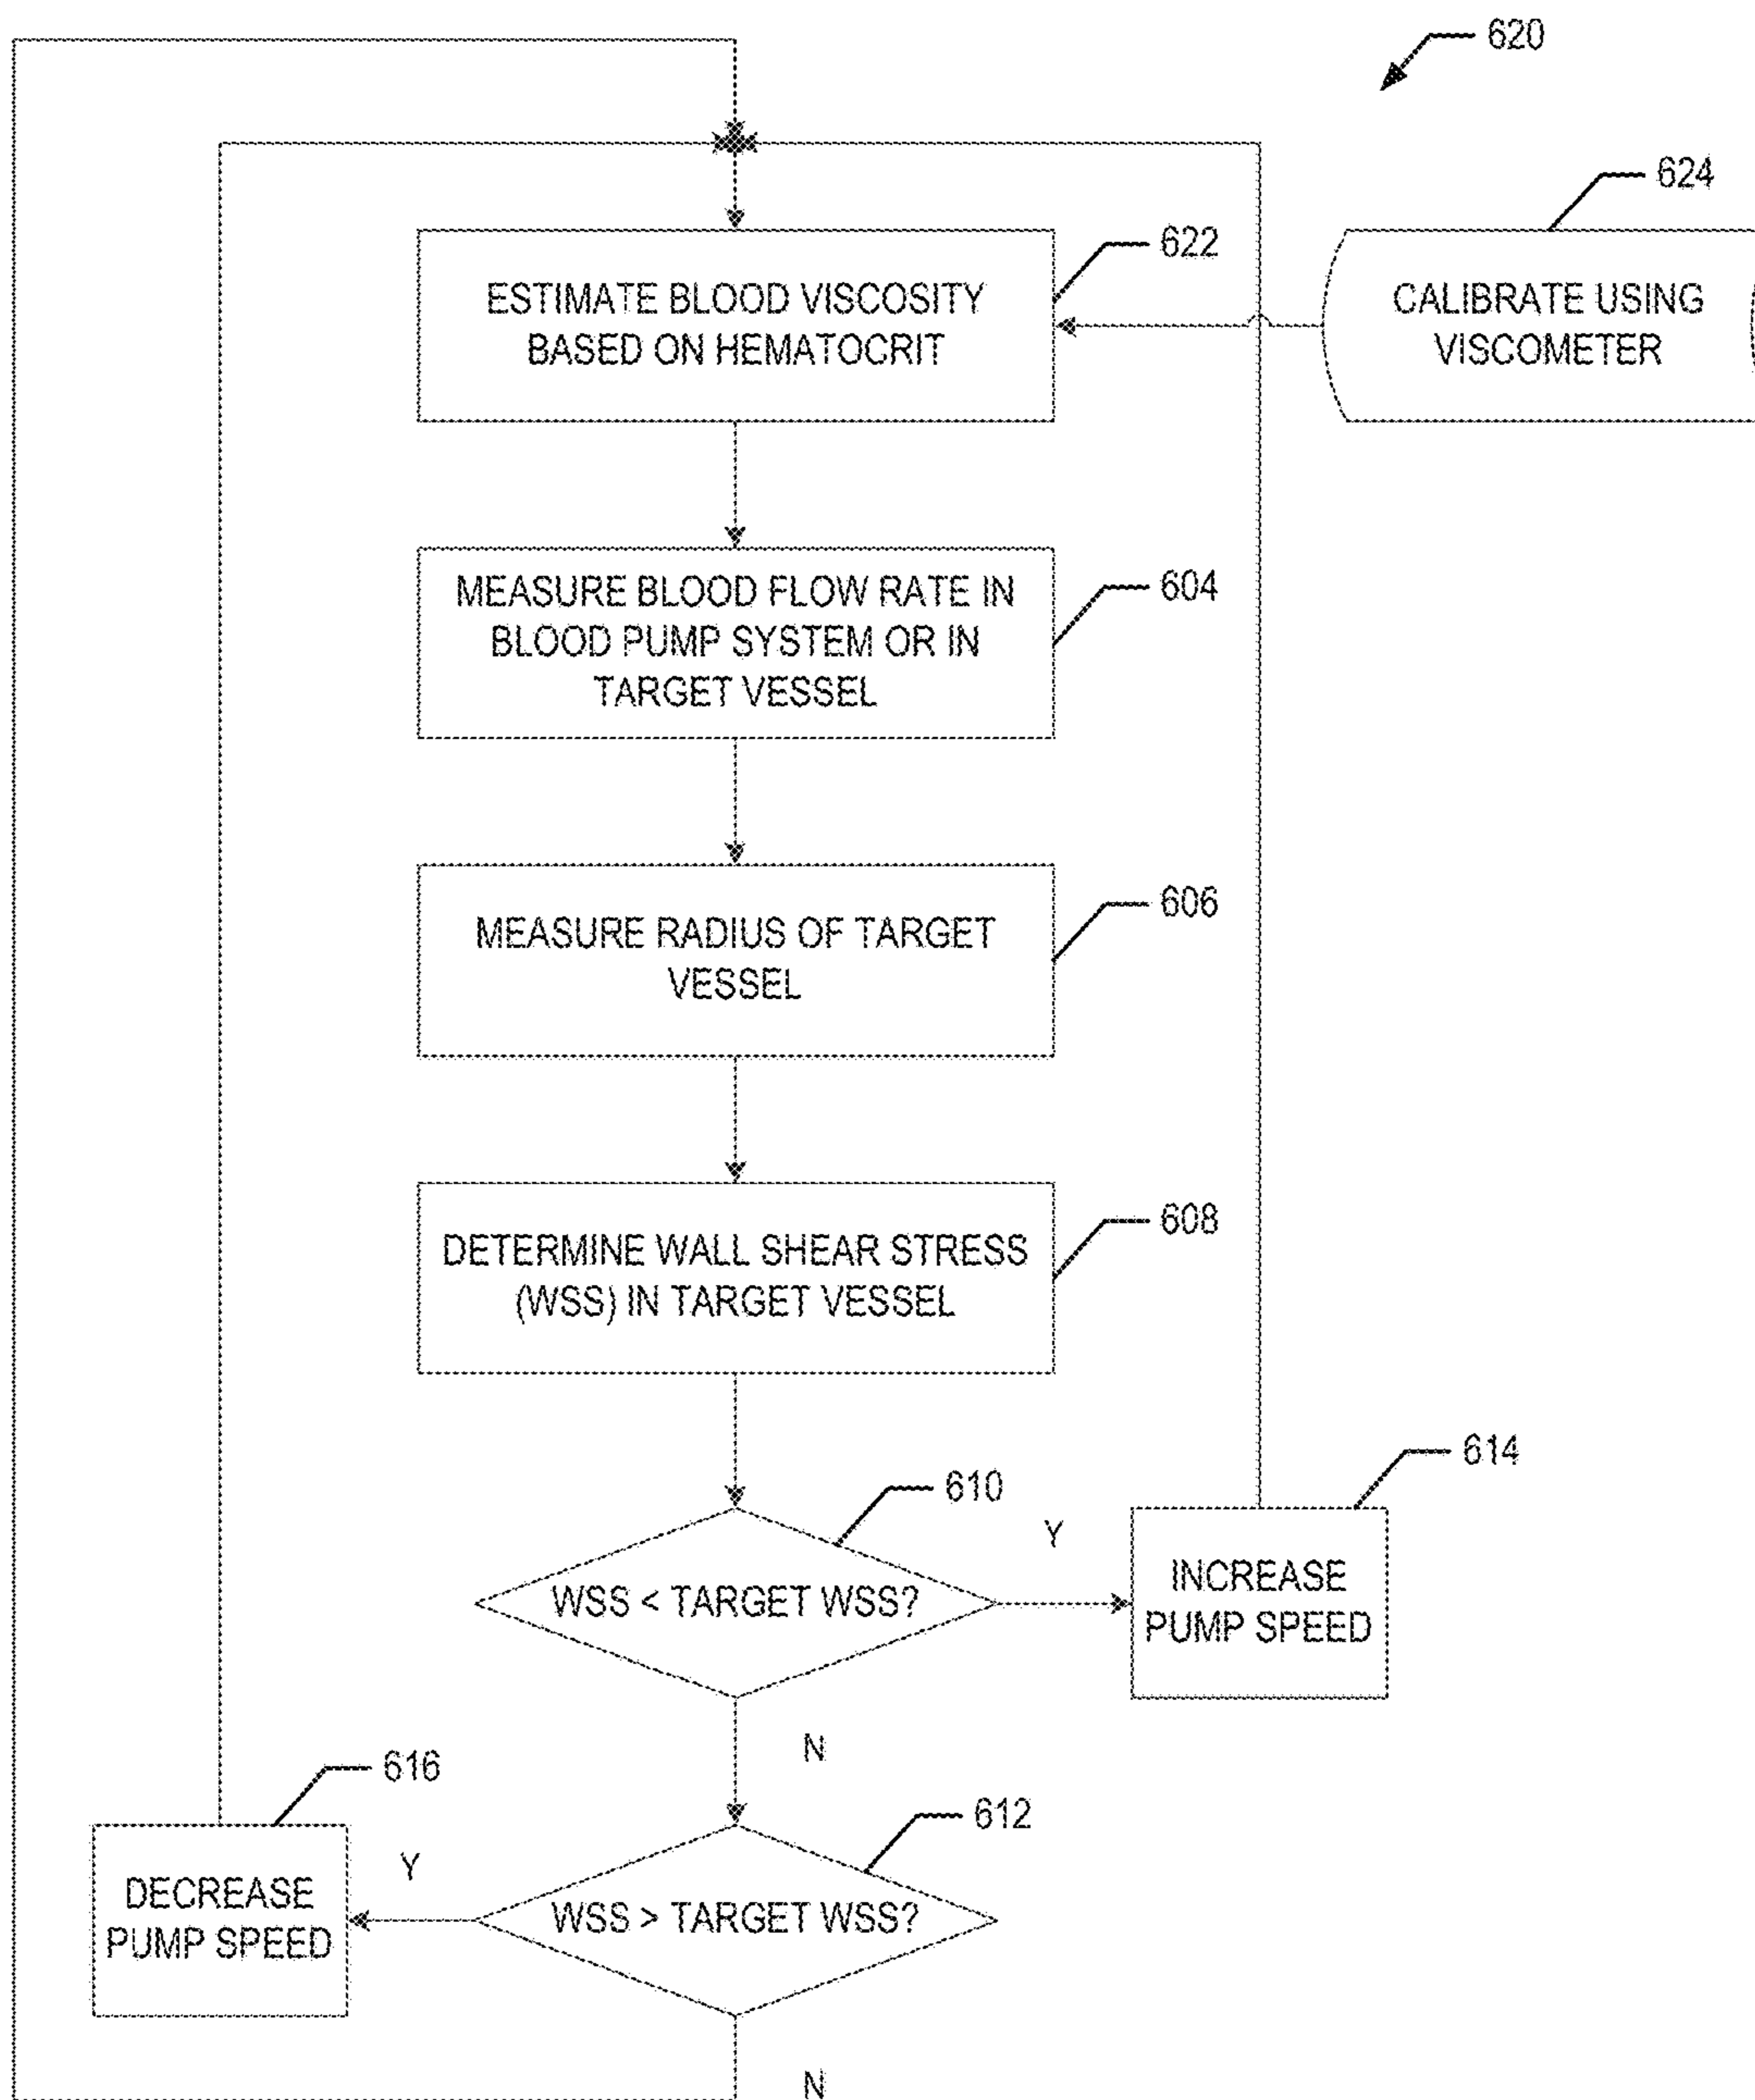 620
624
622
ESTIMATE BLOOD VISCOSITY
BASED ON HEMATOCRIT
CALIBRATE USING
VISCOMETER
604
MEASURE BLOOD FLOW RATE IN
BLOOD PUMP SYSTEM OR IN
TARGET VESSEL
606
MEASURE RADIUS OF TARGET
VESSEL
608
DETERMINE WALL SHEAR STRESS
(WSS) IN TARGET VESSEL
610
614
Y
WSS < TARGET WSS?
INCREASE
PUMP SPEED
N
616
612
Y
DECREASE
PUMP SPEED
WSS > TARGET WSS?
N